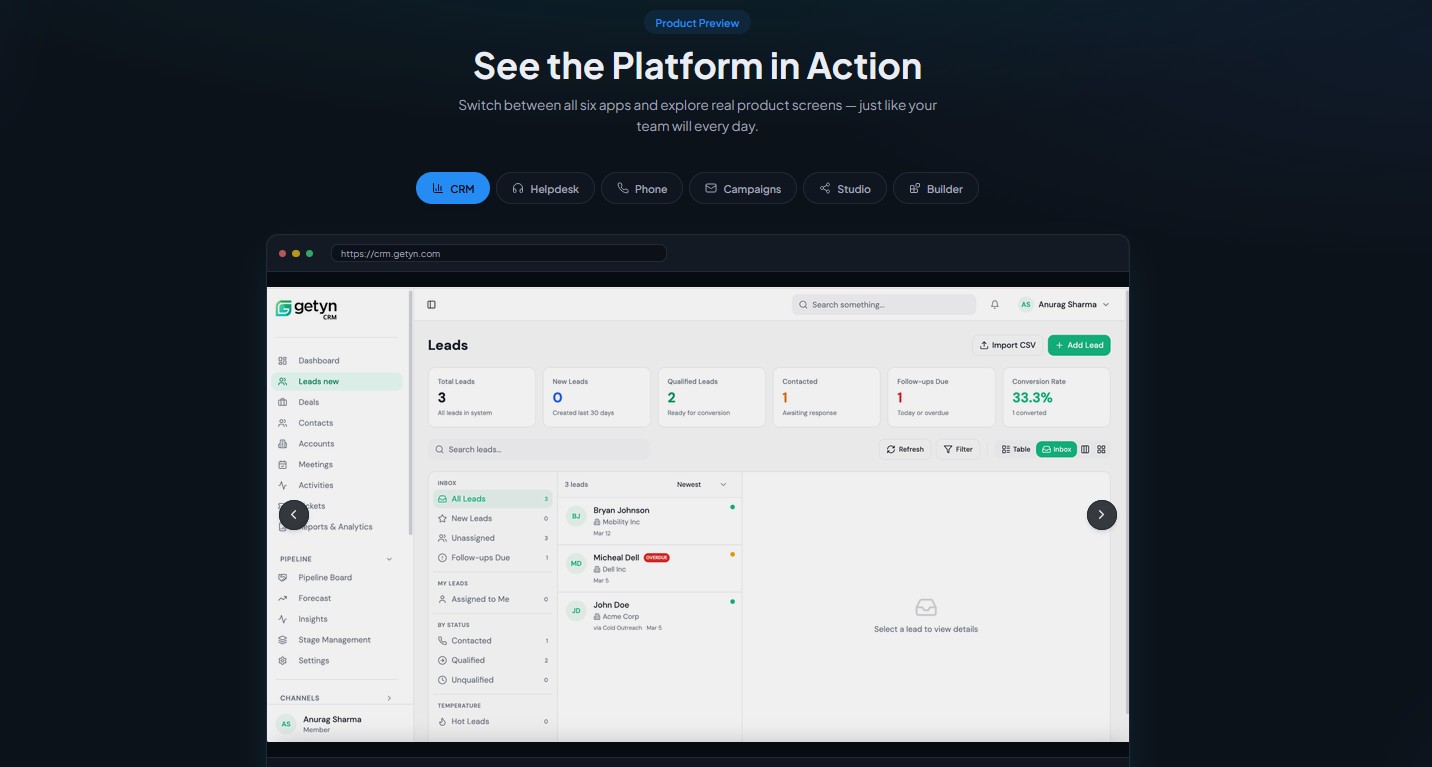 Product Preview
See the Platform in Action
Switch between all six apps and explore real product screens — just like your
team will every day.
CRM
Helpdesk
Phone
Campaigns
Studio
Builder
https://crm.getyn.com
getyn
CRM
Search something...
AS
Anurag Sharma
Dashboard
Leads new
Deals
Contacts
Accounts
Meetings
Activities
ckets
eports & Analytics
PIPELINE
Pipeline Board
Forecast
Insights
Stage Management
Settings
CHANNELS
AS
Anurag Sharma
Member
Leads
Import CSV
+ Add Lead
Total Leads
3
All leads in system
New Leads
0
Created last 30 days
Qualified Leads
2
Ready for conversion
Contacted
1
Awaiting response
Follow-ups Due
1
Today or overdue
Conversion Rate
33.3%
1 converted
Search leads...
Refresh
Filter
Table
Inbox
INBOX
All Leads 3
New Leads 0
Unassigned 3
Follow-ups Due 1
MY LEADS
Assigned to Me 0
BY STATUS
Contacted 1
Qualified 2
Unqualified 0
TEMPERATURE
Hot Leads 0
3 leads
Newest
BJ
Bryan Johnson
Mobility Inc
Mar 12
MD
Micheal Dell OVERDUE
Dell Inc
Mar 5
JD
John Doe
Acme Corp
via Cold Outreach Mar 5
Select a lead to view details